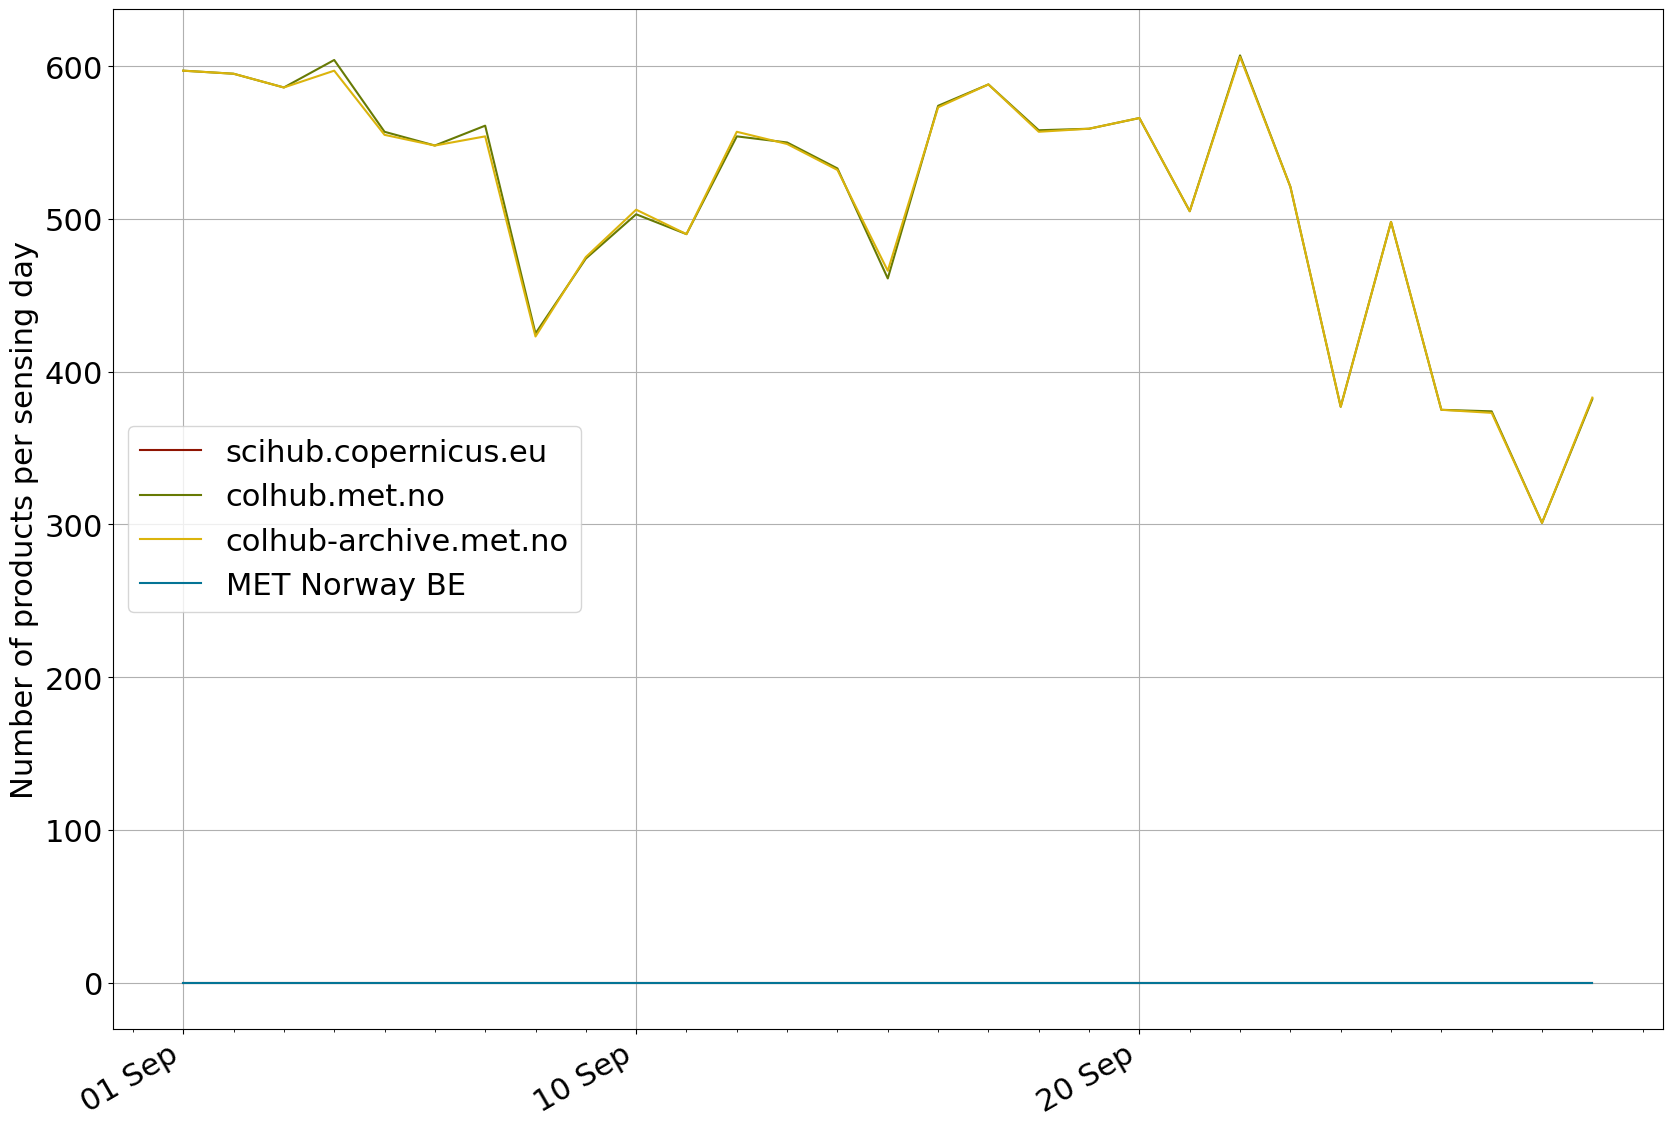 Number of products per sensing day
600
500
400
300
200
100
0
scihub.copernicus.eu
colhub.met.no
colhub-archive.met.no
MET Norway BE
01 Sep
10 Sep
20 Sep